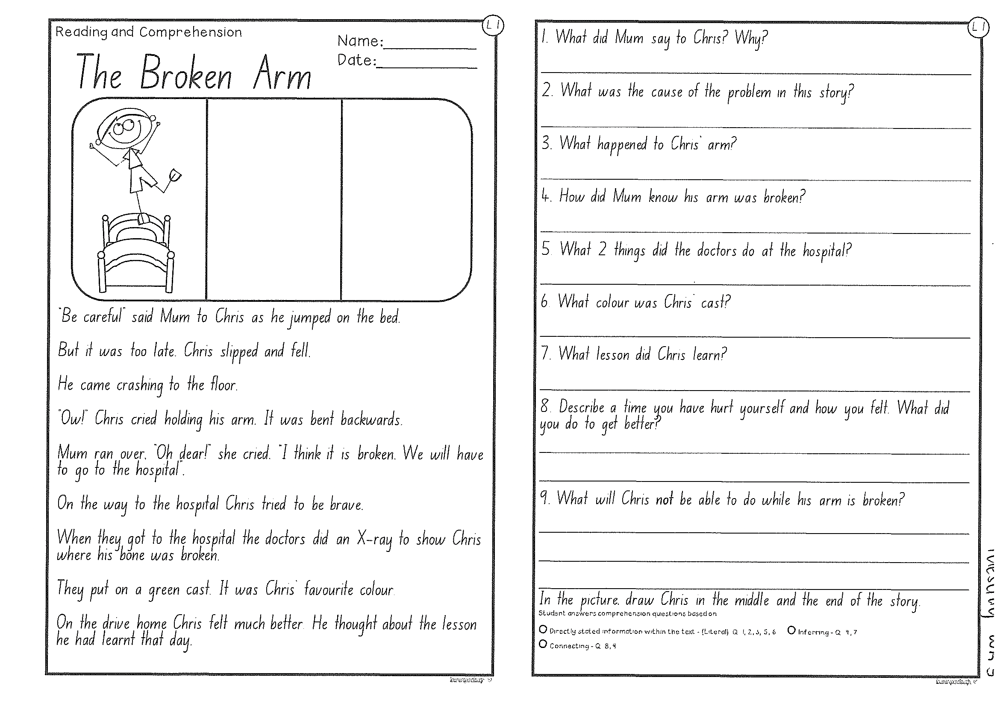 Reading and Comprehension
L 1
Name:
Date:
The Broken Arm
"Be careful" said Mum to Chris as he jumped on the bed.
But it was too late. Chris slipped and fell.
He came crashing to the floor.
"Ow!" Chris cried holding his arm. It was bent backwards.
Mum ran over. "Oh dear!" she cried. "I think it is broken. We will have
to go to the hospital".
On the way to the hospital Chris tried to be brave.
When they got to the hospital the doctors did an X-ray to show Chris
where his bone was broken.
They put on a green cast. It was Chris' favourite colour.
On the drive home Chris felt much better. He thought about the lesson
he had learnt that day.
L 1
1. What did Mum say to Chris? Why?
2. What was the cause of the problem in this story?
3. What happened to Chris' arm?
4. How did Mum know his arm was broken?
5. What 2 things did the doctors do at the hospital?
6. What colour was Chris' cast?
7. What lesson did Chris learn?
8. Describe a time you have hurt yourself and how you felt. What did
you do to get better?
9. What will Chris not be able to do while his arm is broken?
In the picture, draw Chris in the middle and the end of the story.
Student answers comprehension questions based on
Directly stated information within the text - (Literal) Q 1, 2, 3, 5, 6
Inferring - Q 4, 7
Connecting - Q 8, 9